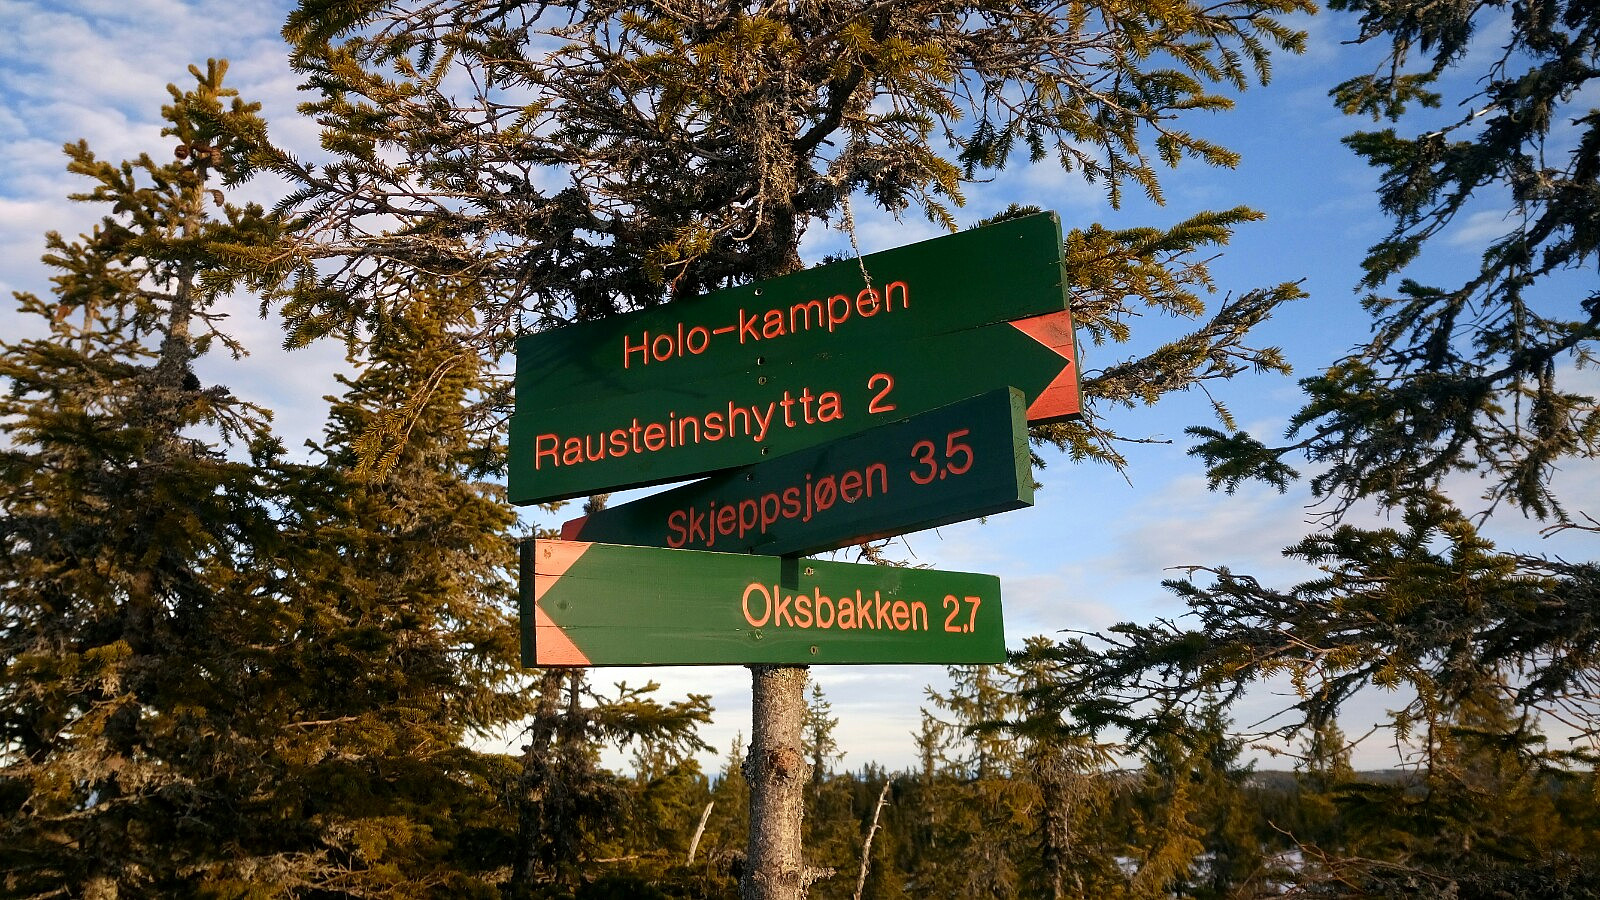 Holo-kampen
Rausteinshytta 2
Skjeppsjøen 3.5
Oksbakken 2.7